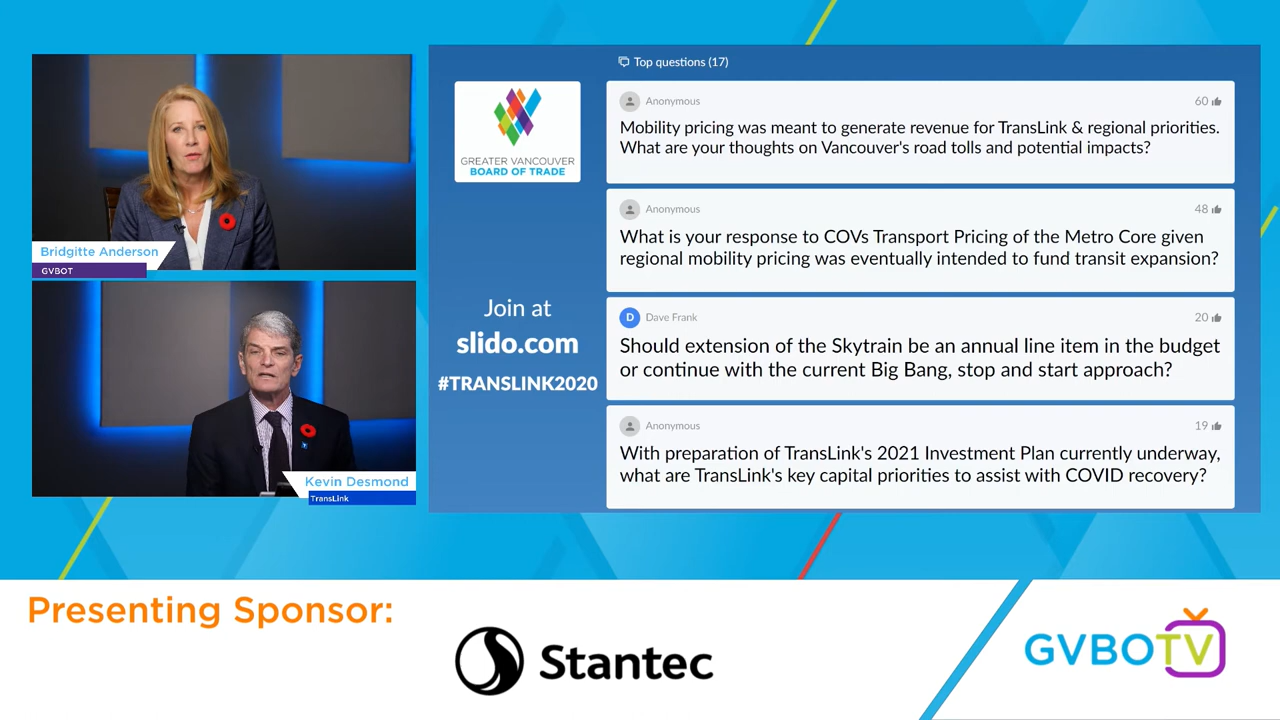 Bridgitte Anderson
GVBOT
Kevin Desmond
TransLink
GREATER VANCOUVER
BOARD OF TRADE
Join at
slido.com
#TRANSLINK2020
Top questions (17)
Anonymous
60
Mobility pricing was meant to generate revenue for TransLink & regional priorities.
What are your thoughts on Vancouver's road tolls and potential impacts?
Anonymous
48
What is your response to COVs Transport Pricing of the Metro Core given
regional mobility pricing was eventually intended to fund transit expansion?
D
Dave Frank
20
Should extension of the Skytrain be an annual line item in the budget
or continue with the current Big Bang, stop and start approach?
Anonymous
19
With preparation of TransLink's 2021 Investment Plan currently underway,
what are TransLink's key capital priorities to assist with COVID recovery?
Presenting Sponsor:
Stantec
GVBOTV